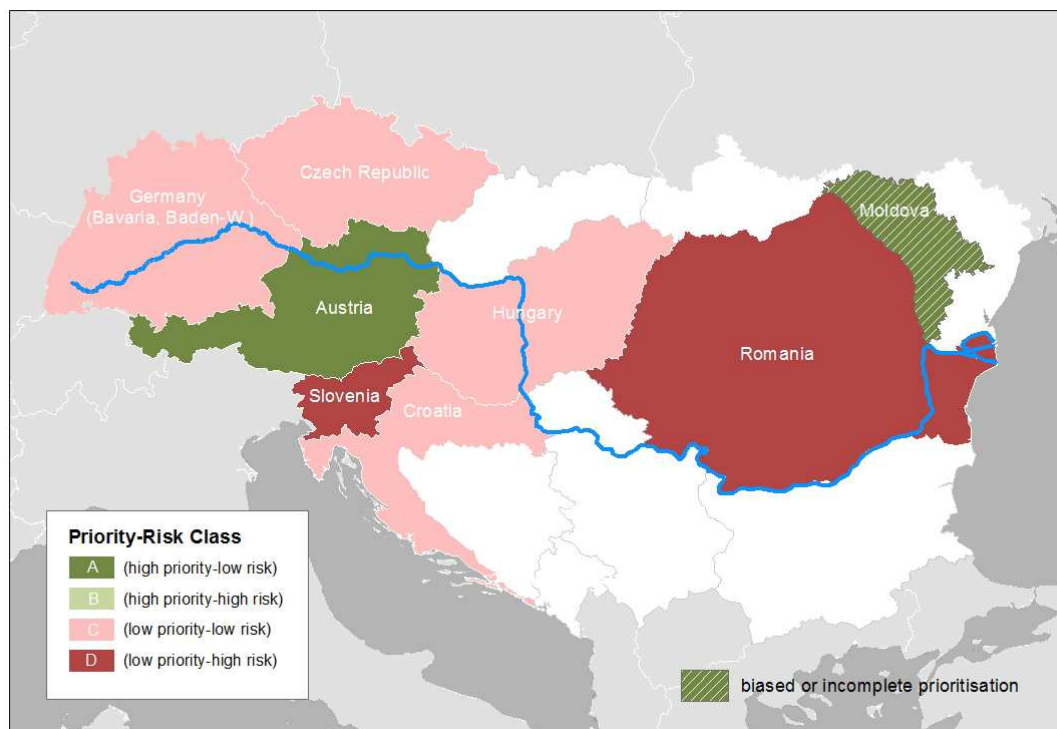 Czech Republic
Germany
(Bavaria, Baden-W.)
Moldova
Austria
Hungary
Romania
Slovenia
Croatia
Priority-Risk Class
A (high priority-low risk)
B (high priority-high risk)
C (low priority-low risk)
D (low priority-high risk)
biased or incomplete prioritisation